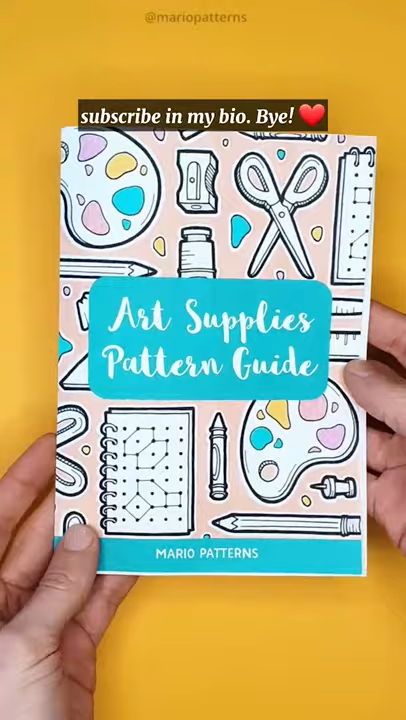 @mariopatterns
subscribe in my bio. Bye! ❤️
Art Supplies
Pattern Guide
MARIO PATTERNS